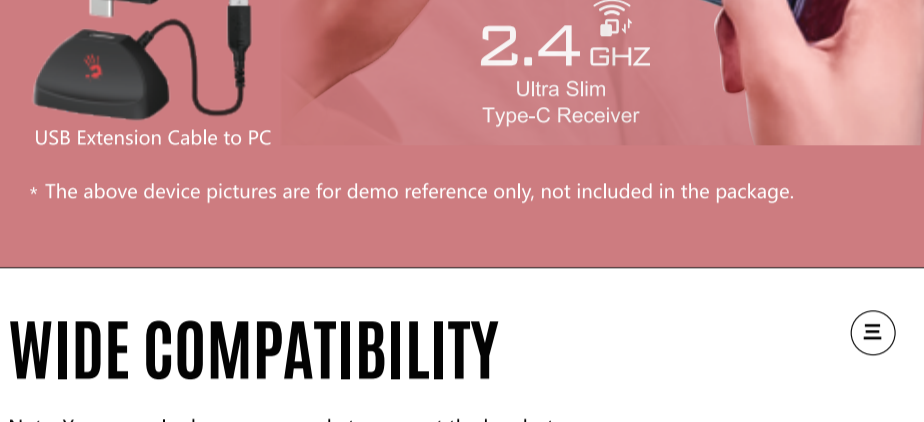 2.4 GHZ
Ultra Slim
Type-C Receiver
USB Extension Cable to PC
* The above device pictures are for demo reference only, not included in the package.
WIDE COMPATIBILITY